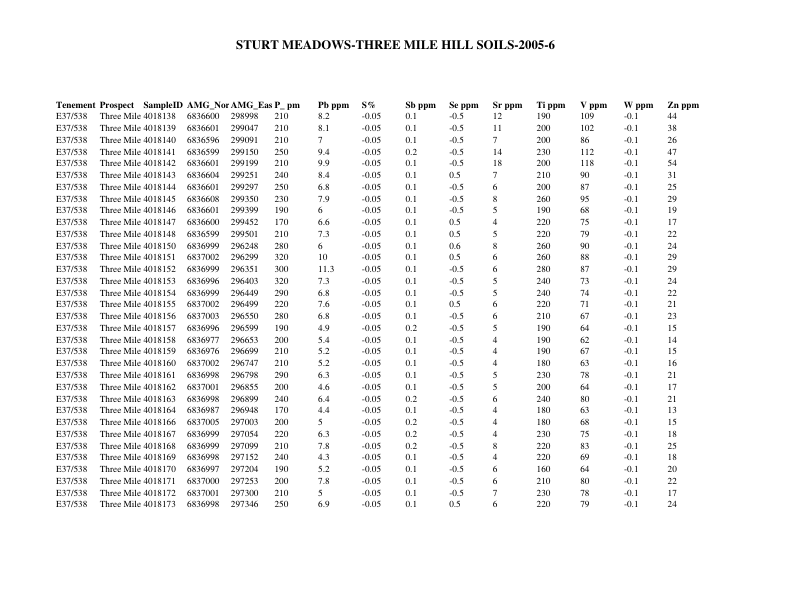 STURT MEADOWS-THREE MILE HILL SOILS-2005-6
Tenement Prospect SampleID AMG_Nor AMG_Eas P_ pm Pb ppm S% Sb ppm Se ppm Sr ppm Ti ppm V ppm W ppm Zn ppm
E37/538 Three Mile 4018138 6836600 298998 210 8.2 -0.05 0.1 -0.5 12 190 109 -0.1 44
E37/538 Three Mile 4018139 6836601 299047 210 8.1 -0.05 0.1 -0.5 11 200 102 -0.1 38
E37/538 Three Mile 4018140 6836596 299091 210 7 -0.05 0.1 -0.5 7 200 86 -0.1 26
E37/538 Three Mile 4018141 6836599 299150 250 9.4 -0.05 0.2 -0.5 14 230 112 -0.1 47
E37/538 Three Mile 4018142 6836601 299199 210 9.9 -0.05 0.1 -0.5 18 200 118 -0.1 54
E37/538 Three Mile 4018143 6836604 299251 240 8.4 -0.05 0.1 0.5 7 210 90 -0.1 31
E37/538 Three Mile 4018144 6836601 299297 250 6.8 -0.05 0.1 -0.5 6 200 87 -0.1 25
E37/538 Three Mile 4018145 6836608 299350 230 7.9 -0.05 0.1 -0.5 8 260 95 -0.1 29
E37/538 Three Mile 4018146 6836601 299399 190 6 -0.05 0.1 -0.5 5 190 68 -0.1 19
E37/538 Three Mile 4018147 6836600 299452 170 6.6 -0.05 0.1 0.5 4 220 75 -0.1 17
E37/538 Three Mile 4018148 6836599 299501 210 7.3 -0.05 0.1 0.5 5 220 79 -0.1 22
E37/538 Three Mile 4018150 6836999 296248 280 6 -0.05 0.1 0.6 8 260 90 -0.1 24
E37/538 Three Mile 4018151 6837002 296299 320 10 -0.05 0.1 0.5 6 260 88 -0.1 29
E37/538 Three Mile 4018152 6836999 296351 300 11.3 -0.05 0.1 -0.5 6 280 87 -0.1 29
E37/538 Three Mile 4018153 6836996 296403 320 7.3 -0.05 0.1 -0.5 5 240 73 -0.1 24
E37/538 Three Mile 4018154 6836999 296449 290 6.8 -0.05 0.1 -0.5 5 240 74 -0.1 22
E37/538 Three Mile 4018155 6837002 296499 220 7.6 -0.05 0.1 0.5 6 220 71 -0.1 21
E37/538 Three Mile 4018156 6837003 296550 280 6.8 -0.05 0.1 -0.5 6 210 67 -0.1 23
E37/538 Three Mile 4018157 6836996 296599 190 4.9 -0.05 0.2 -0.5 5 190 64 -0.1 15
E37/538 Three Mile 4018158 6836977 296653 200 5.4 -0.05 0.1 -0.5 4 190 62 -0.1 14
E37/538 Three Mile 4018159 6836976 296699 210 5.2 -0.05 0.1 -0.5 4 190 67 -0.1 15
E37/538 Three Mile 4018160 6837002 296747 210 5.2 -0.05 0.1 -0.5 4 180 63 -0.1 16
E37/538 Three Mile 4018161 6836998 296798 290 6.3 -0.05 0.1 -0.5 5 230 78 -0.1 21
E37/538 Three Mile 4018162 6837001 296855 200 4.6 -0.05 0.1 -0.5 5 200 64 -0.1 17
E37/538 Three Mile 4018163 6836998 296899 240 6.4 -0.05 0.2 -0.5 6 240 80 -0.1 21
E37/538 Three Mile 4018164 6836987 296948 170 4.4 -0.05 0.1 -0.5 4 180 63 -0.1 13
E37/538 Three Mile 4018166 6837005 297003 200 5 -0.05 0.2 -0.5 4 180 68 -0.1 15
E37/538 Three Mile 4018167 6836999 297054 220 6.3 -0.05 0.2 -0.5 4 230 75 -0.1 18
E37/538 Three Mile 4018168 6836999 297099 210 7.8 -0.05 0.2 -0.5 8 220 83 -0.1 25
E37/538 Three Mile 4018169 6836998 297152 240 4.3 -0.05 0.1 -0.5 4 220 69 -0.1 18
E37/538 Three Mile 4018170 6836997 297204 190 5.2 -0.05 0.1 -0.5 6 160 64 -0.1 20
E37/538 Three Mile 4018171 6837000 297253 200 7.8 -0.05 0.1 -0.5 6 210 80 -0.1 22
E37/538 Three Mile 4018172 6837001 297300 210 5 -0.05 0.1 -0.5 7 230 78 -0.1 17
E37/538 Three Mile 4018173 6836998 297346 250 6.9 -0.05 0.1 0.5 6 220 79 -0.1 24